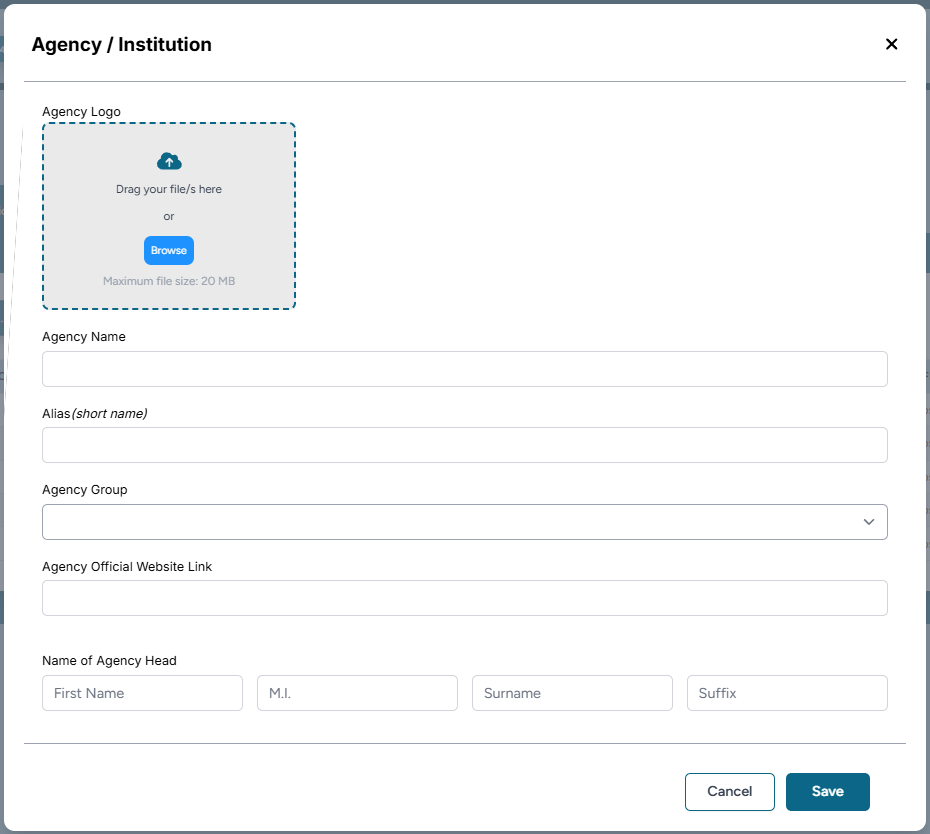 Agency / Institution
Agency Logo
Drag your file/s here
or
Browse
Maximum file size: 20 MB
Agency Name
Alias(short name)
Agency Group
Agency Official Website Link
Name of Agency Head
First Name M.I. Surname Suffix
Cancel Save